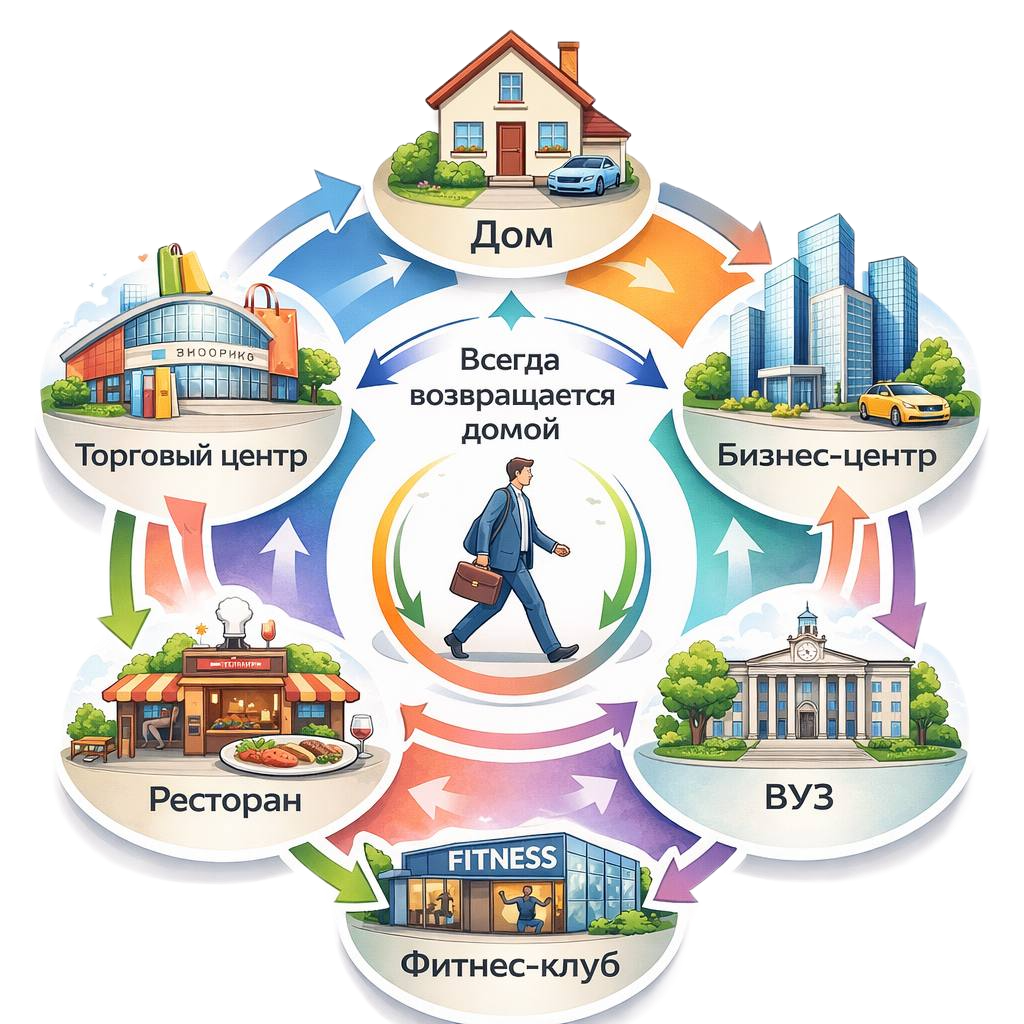 Дом
Всегда
возвращается
домой
Торговый центр
Бизнес-центр
Ресторан
ВУЗ
FITNESS
Фитнес-клуб